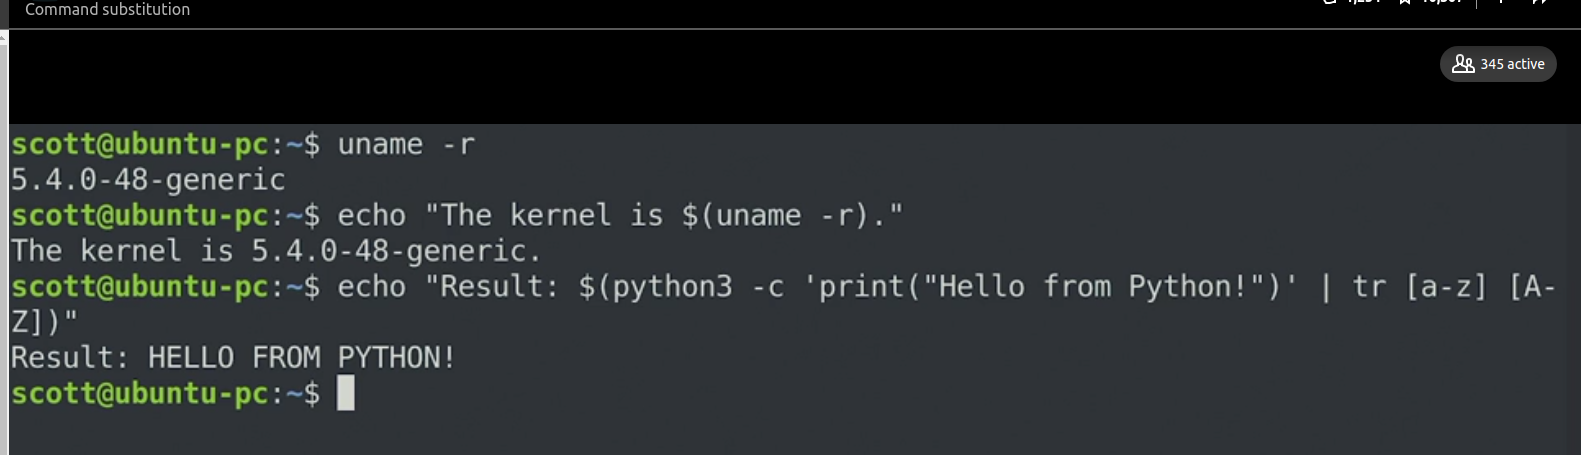 Command substitution
345 active
scott@ubuntu-pc:~$ uname -r
5.4.0-48-generic
scott@ubuntu-pc:~$ echo "The kernel is $(uname -r)."
The kernel is 5.4.0-48-generic.
scott@ubuntu-pc:~$ echo "Result: $(python3 -c 'print("Hello from Python!")' | tr [a-z] [A-
Z])"
Result: HELLO FROM PYTHON!
scott@ubuntu-pc:~$